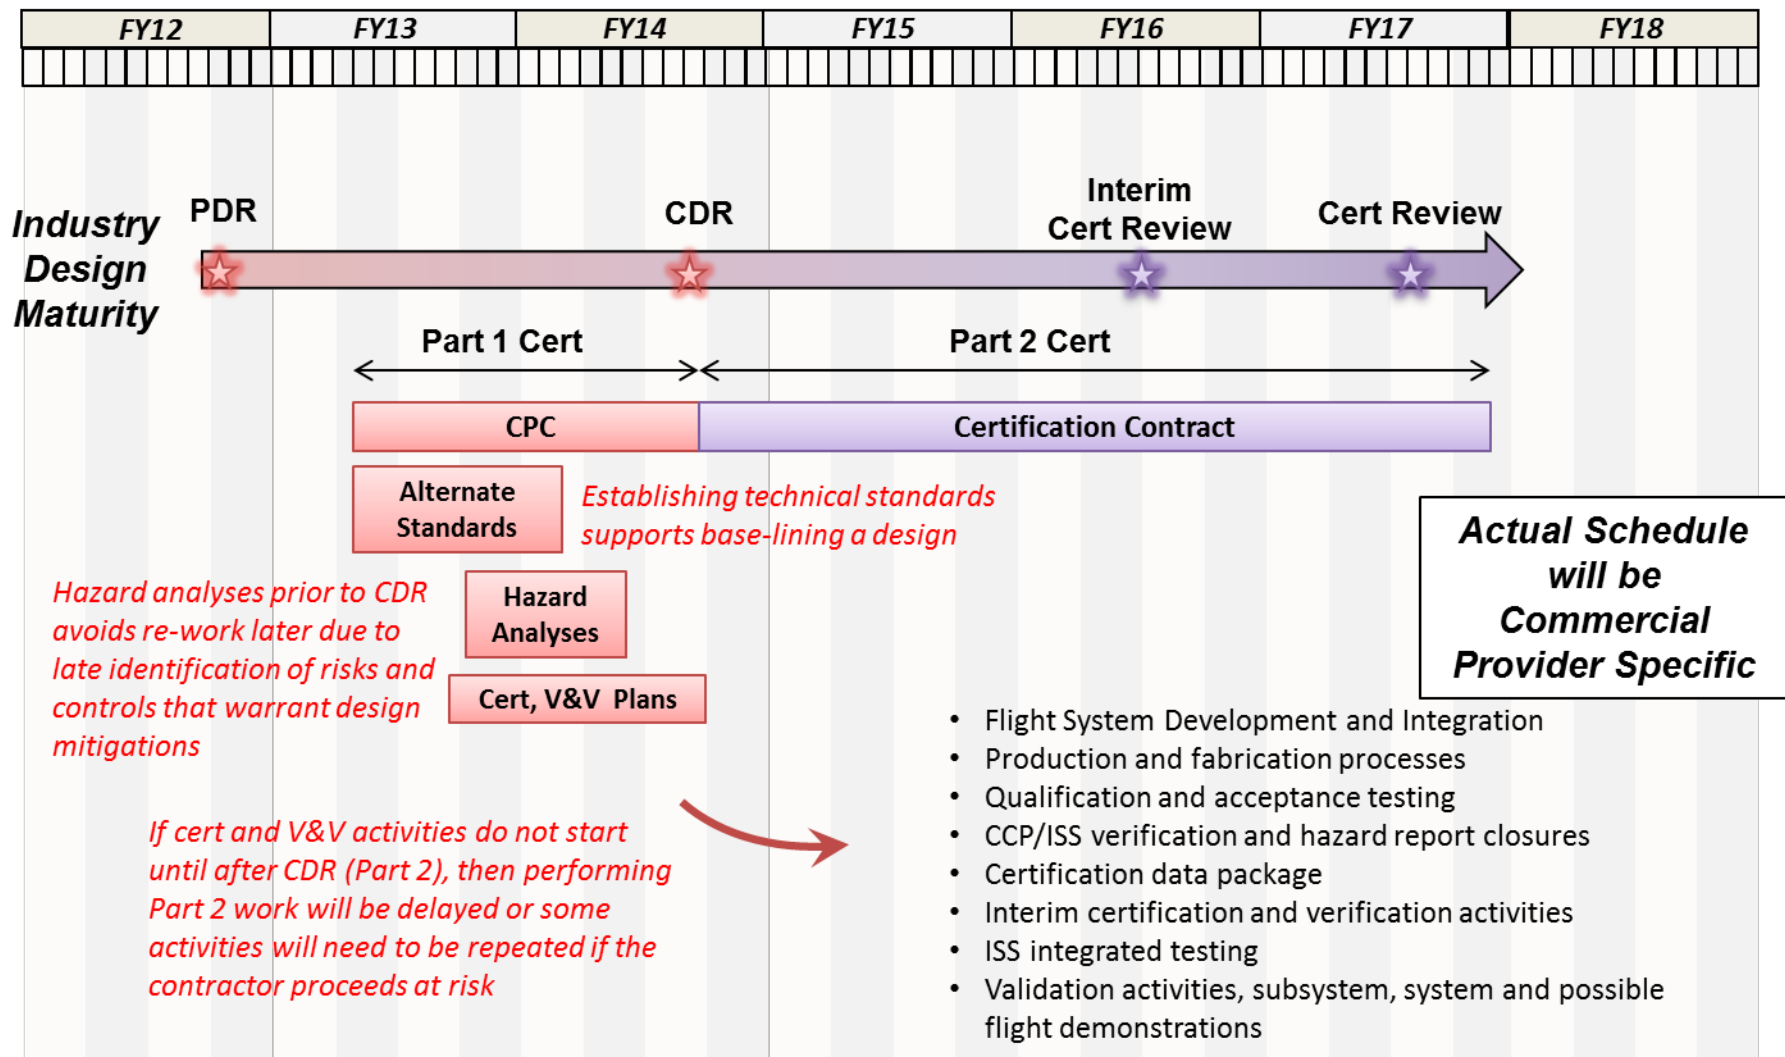 FY12 FY13 FY14 FY15 FY16 FY17 FY18
Industry
Design
Maturity
PDR
CDR
Interim
Cert Review
Cert Review
Part 1 Cert
Part 2 Cert
CPC
Certification Contract
Alternate
Standards
Establishing technical standards
supports base-lining a design
Hazard analyses prior to CDR
avoids re-work later due to
late identification of risks and
controls that warrant design
mitigations
Hazard
Analyses
Cert, V&V Plans
Actual Schedule
will be
Commercial
Provider Specific
If cert and V&V activities do not start
until after CDR (Part 2), then performing
Part 2 work will be delayed or some
activities will need to be repeated if the
contractor proceeds at risk
• Flight System Development and Integration
• Production and fabrication processes
• Qualification and acceptance testing
• CCP/ISS verification and hazard report closures
• Certification data package
• Interim certification and verification activities
• ISS integrated testing
• Validation activities, subsystem, system and possible
flight demonstrations